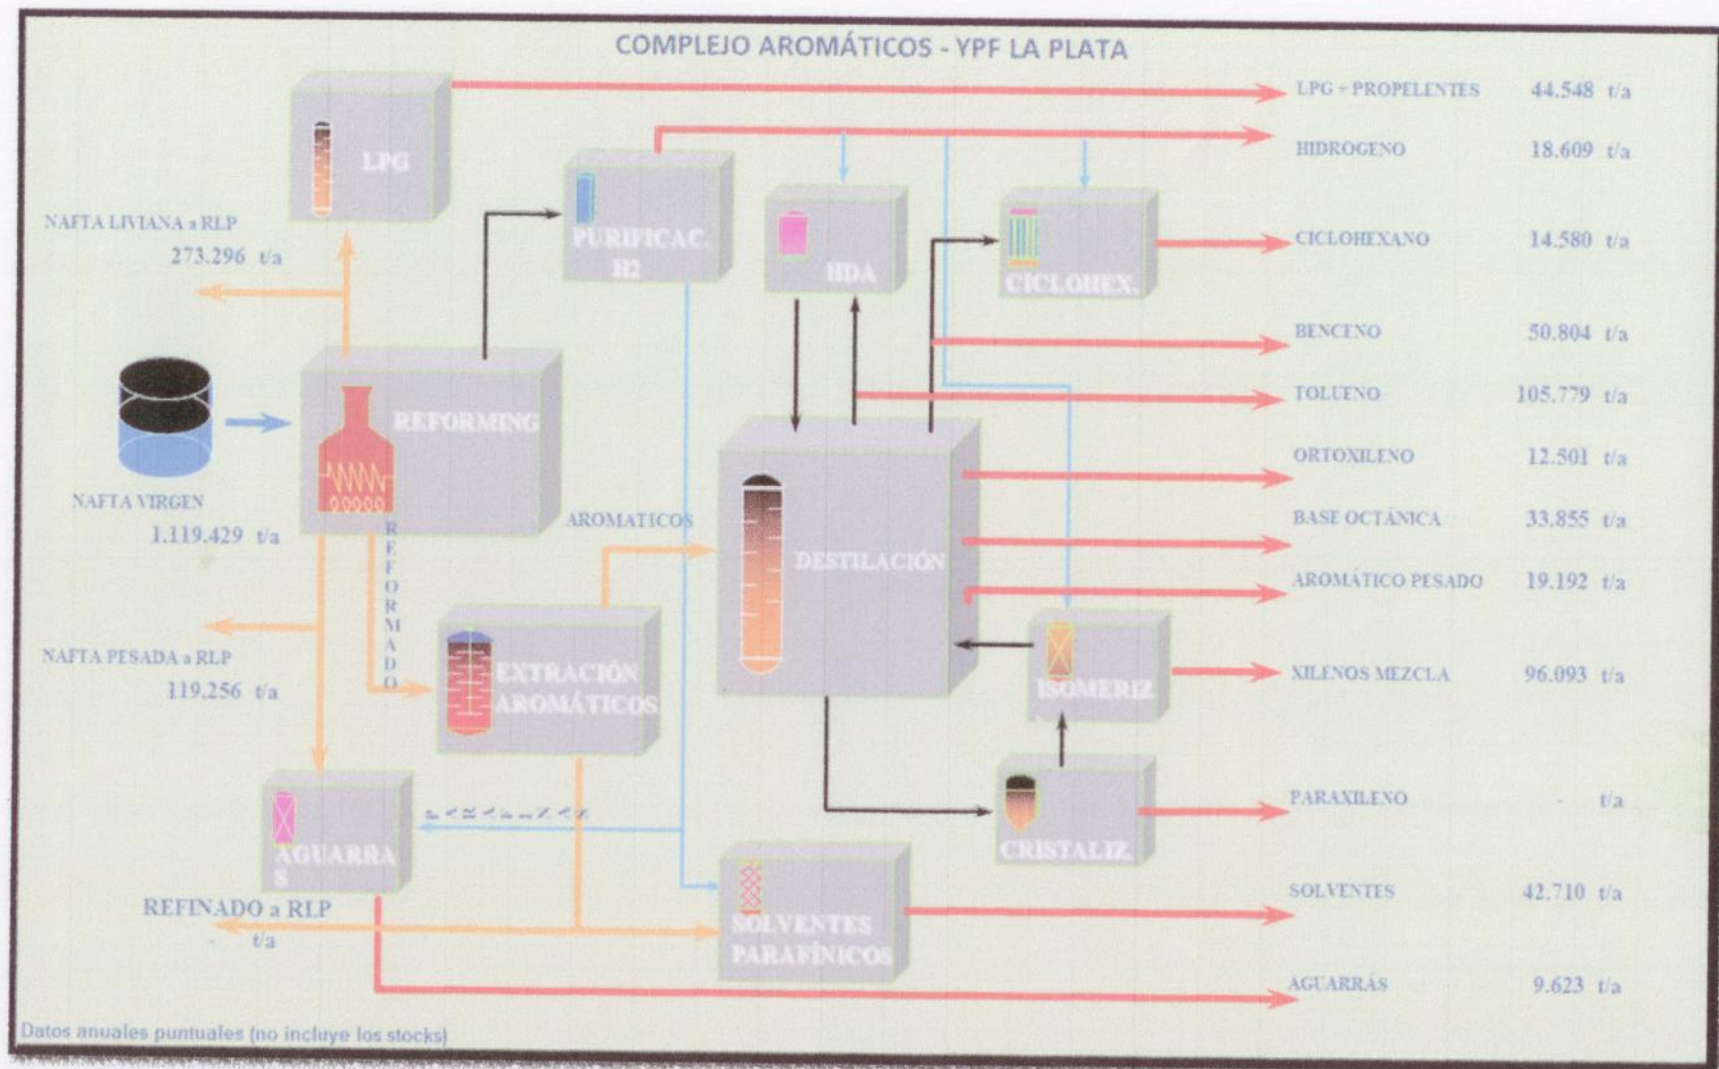 COMPLEJO AROMÁTICOS - YPF LA PLATA
LPG + PROPELENTES 44.548 t/a
HIDROGENO 18.609 t/a
CICLOHEXANO 14.580 t/a
BENCENO 50.804 t/a
TOLUENO 105.779 t/a
ORTOXILENO 12.501 t/a
BASE OCTÁNICA 33.855 t/a
AROMÁTICO PESADO 19.192 t/a
XILENOS MEZCLA 96.093 t/a
PARAXILENO - t/a
SOLVENTES 42.710 t/a
AGUARRÁS 9.623 t/a
LPG
PURIFICAC.
H2
HDA
CICLOHEX.
NAFTA LIVIANA a RLP
273.296 t/a
REFORMING
NAFTA VIRGEN
1.119.429 t/a
REFORMADO
AROMATICOS
DESTILACIÓN
NAFTA PESADA a RLP
119.256 t/a
EXTRACIÓN
AROMÁTICOS
ISOMERIZ
CRISTALIZ.
AGUARRA
S
REFINADO a RLP
- t/a
SOLVENTES
PARAFÍNICOS
Datos anuales puntuales (no incluye los stocks)